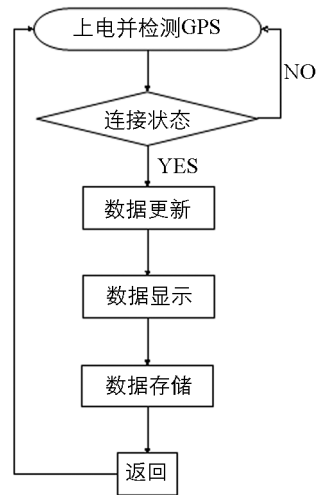 上电并检测GPS
NO
连接状态
YES
数据更新
数据显示
数据存储
返回